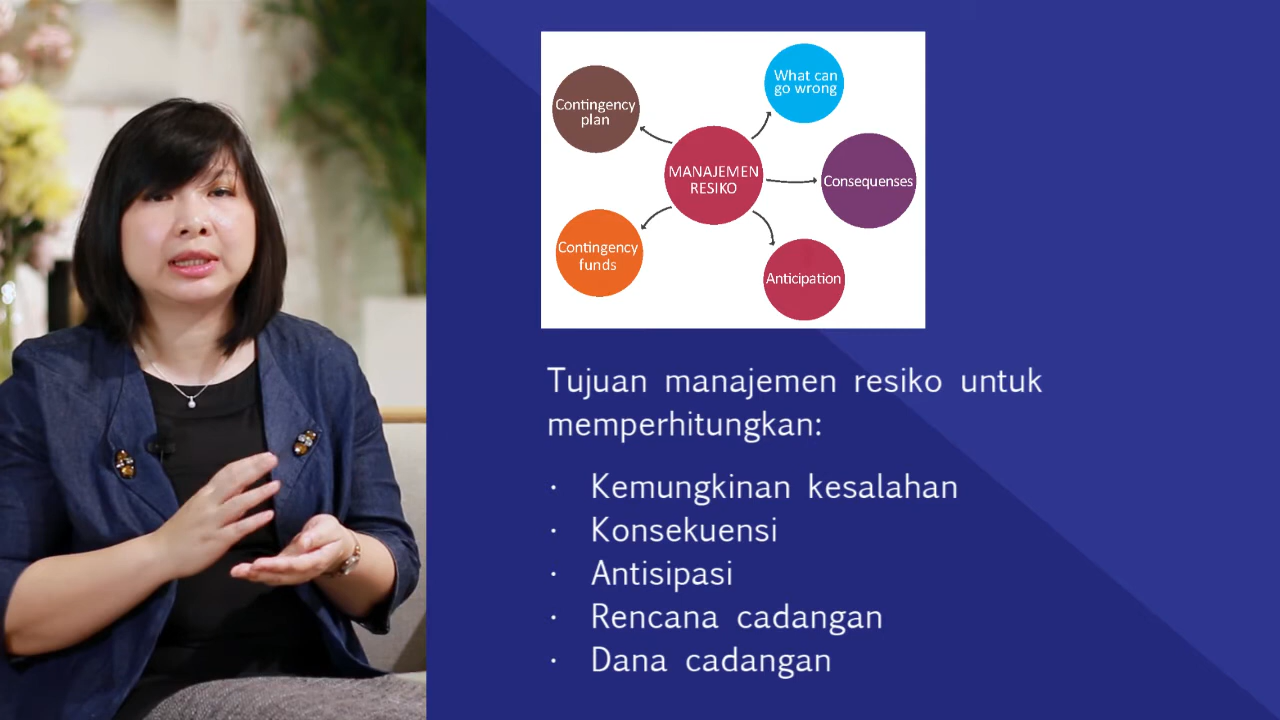 What can
go wrong
Contingency
plan
MANAJEMEN
RESIKO
Consequenses
Contingency
funds
Anticipation
Tujuan manajemen resiko untuk
memperhitungkan:
· Kemungkinan kesalahan
· Konsekuensi
· Antisipasi
· Rencana cadangan
· Dana cadangan